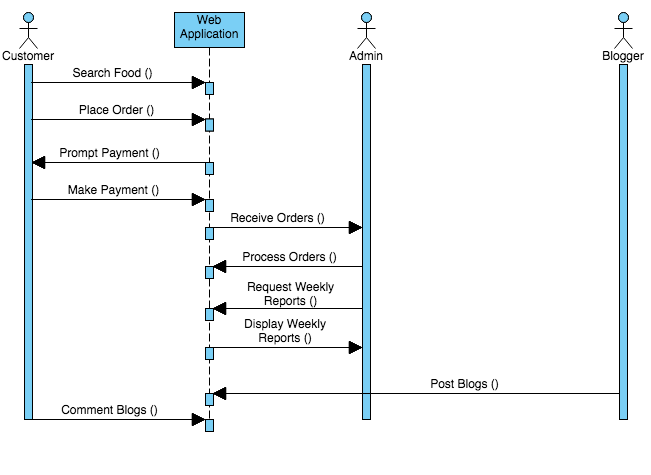 Web
Application
Customer
Admin
Blogger
Search Food ()
Place Order ()
Prompt Payment ()
Make Payment ()
Receive Orders ()
Process Orders ()
Request Weekly
Reports ()
Display Weekly
Reports ()
Post Blogs ()
Comment Blogs ()